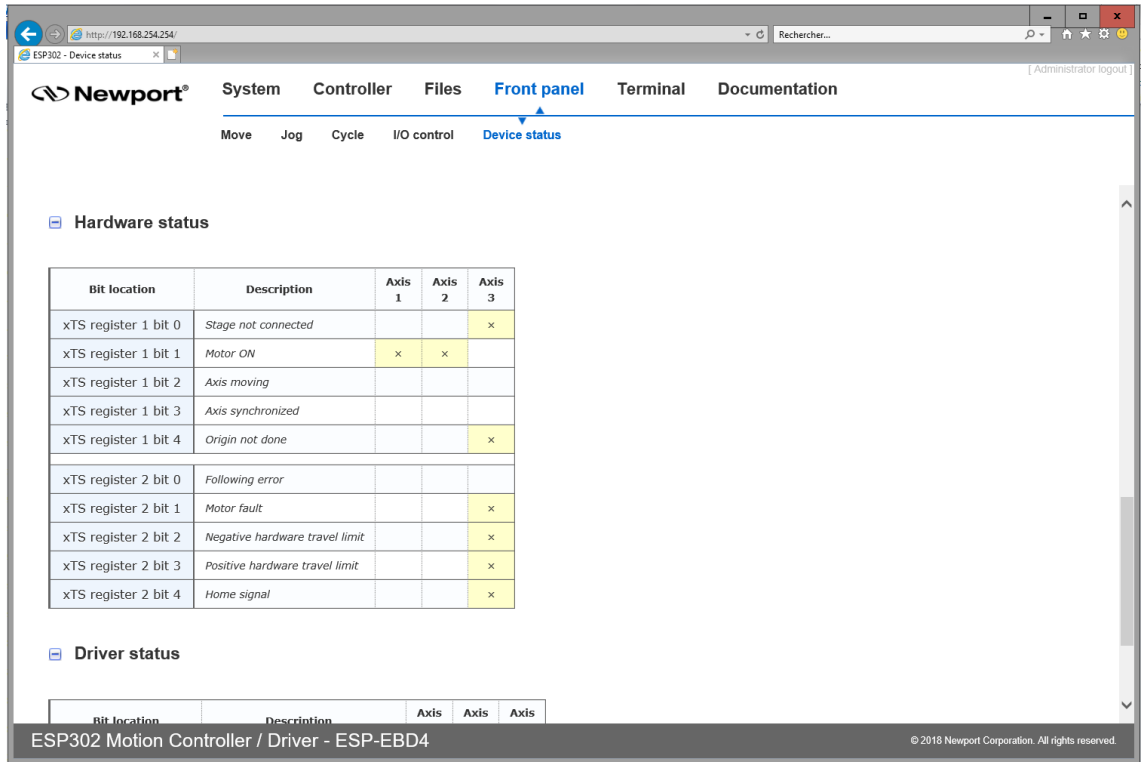 http://192.168.254.254/
Rechercher...
ESP302 - Device status
[ Administrator logout ]
Newport®
System Controller Files Front panel Terminal Documentation
Move Jog Cycle I/O control Device status
Hardware status
Bit location Description Axis 1 Axis 2 Axis 3
xTS register 1 bit 0 Stage not connected ×
xTS register 1 bit 1 Motor ON × ×
xTS register 1 bit 2 Axis moving
xTS register 1 bit 3 Axis synchronized
xTS register 1 bit 4 Origin not done ×
xTS register 2 bit 0 Following error
xTS register 2 bit 1 Motor fault ×
xTS register 2 bit 2 Negative hardware travel limit ×
xTS register 2 bit 3 Positive hardware travel limit ×
xTS register 2 bit 4 Home signal ×
Driver status
Bit location Description Axis Axis Axis
ESP302 Motion Controller / Driver - ESP-EBD4
© 2018 Newport Corporation. All rights reserved.